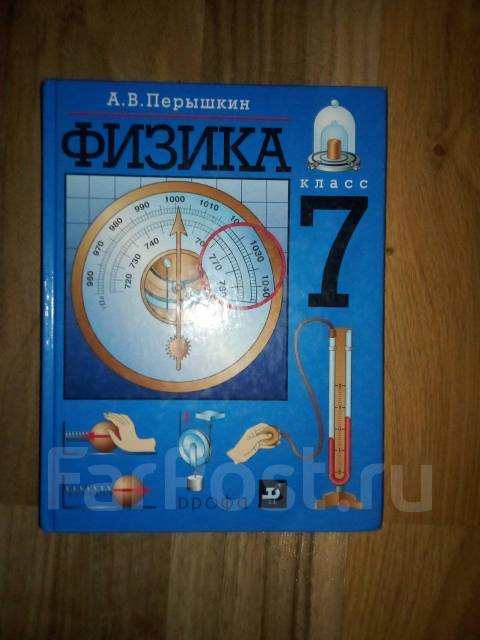 А.В.Перышкин
ФИЗИКА
класс
7
1000
990
1010
980
970
1030
960
1040
гПа
740
730
720
770
дрофа
FarPost.ru